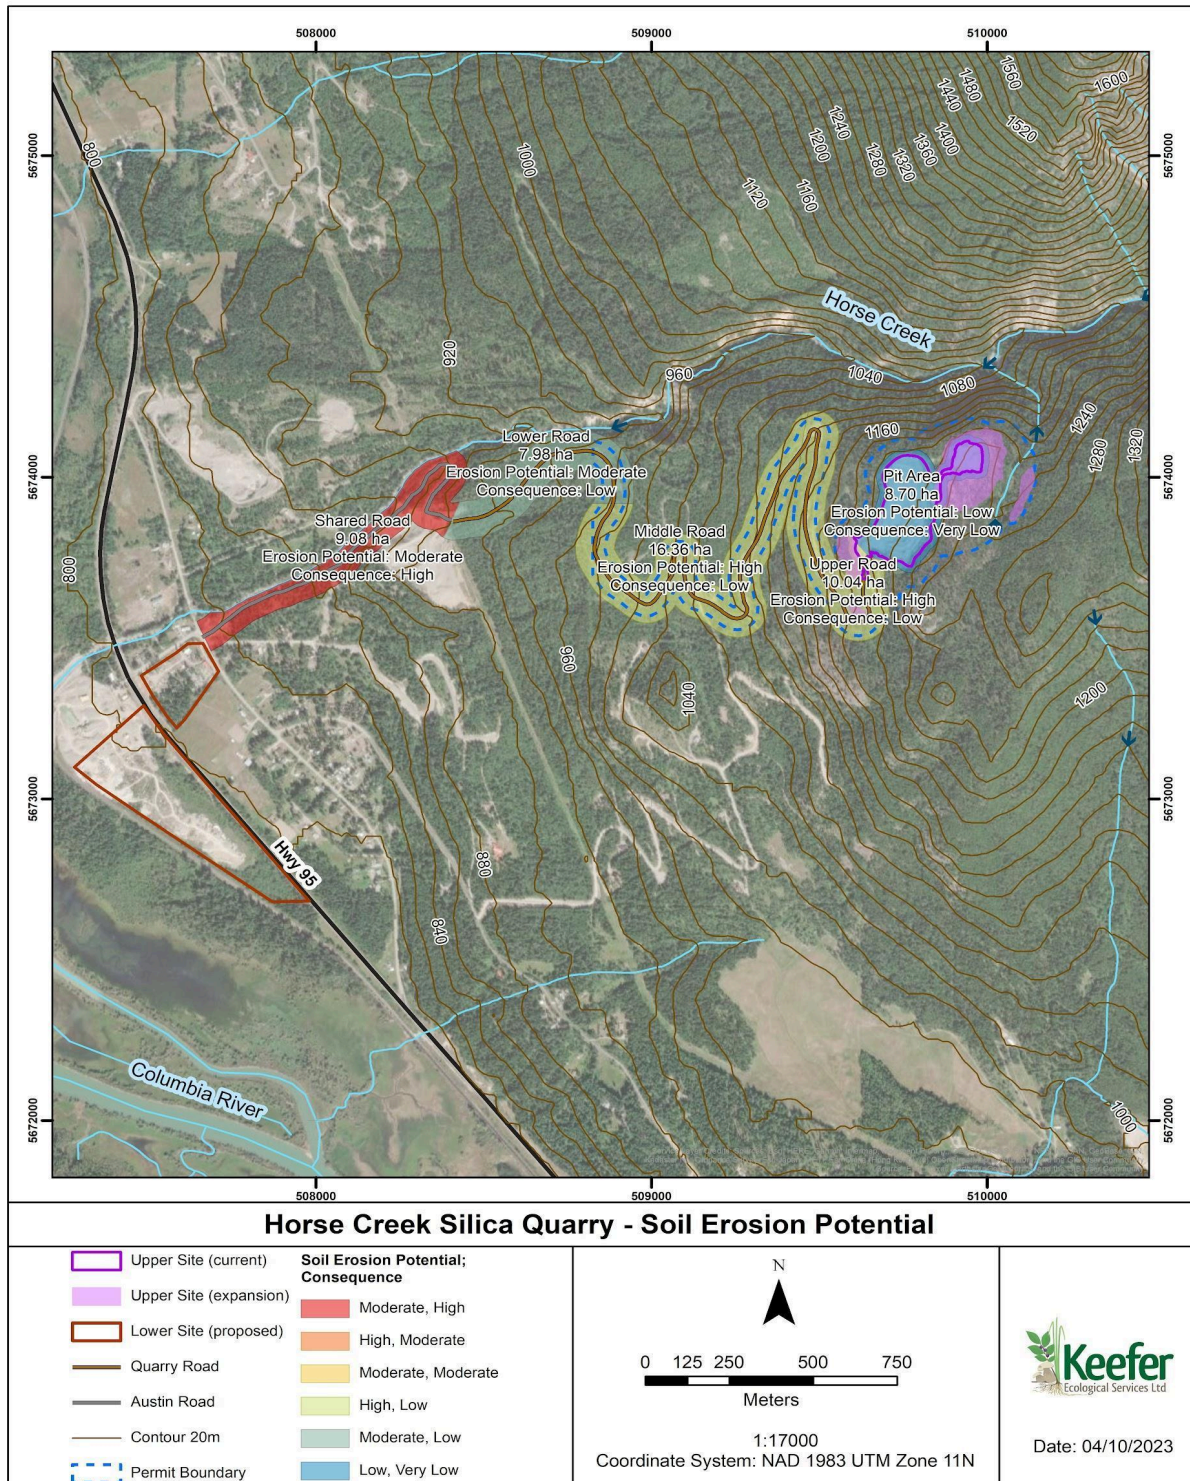 508000
509000
510000
5675000
5674000
5673000
5672000
5675000
5674000
5673000
5672000
800
1000
1120
1160
1200
1240
1280
1320
1360
1400
1440
1480
1520
1560
1600
Horse Creek
920
960
1040
1080
1160
1240
1280
1320
Lower Road
7.98 ha
Erosion Potential: Moderate
Consequence: Low
Pit Area
8.70 ha
Erosion Potential: Low
Consequence: Very Low
Shared Road
9.08 ha
Erosion Potential: Moderate
Consequence: High
Middle Road
16.36 ha
Erosion Potential: High
Consequence: Low
Upper Road
10.04 ha
Erosion Potential: High
Consequence: Low
800
960
1040
1200
Hwy 95
880
840
Columbia River
1000
508000
509000
510000
Horse Creek Silica Quarry - Soil Erosion Potential
Upper Site (current)
Upper Site (expansion)
Lower Site (proposed)
Quarry Road
Austin Road
Contour 20m
Permit Boundary
Soil Erosion Potential;
Consequence
Moderate, High
High, Moderate
Moderate, Moderate
High, Low
Moderate, Low
Low, Very Low
N
0 125 250 500 750
Meters
1:17000
Coordinate System: NAD 1983 UTM Zone 11N
Keefer
Ecological Services Ltd
Date: 04/10/2023